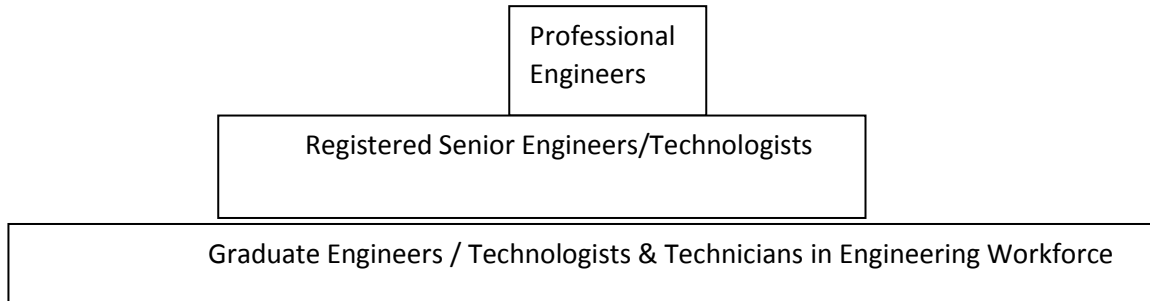 Professional
Engineers
Registered Senior Engineers/Technologists
Graduate Engineers / Technologists & Technicians in Engineering Workforce